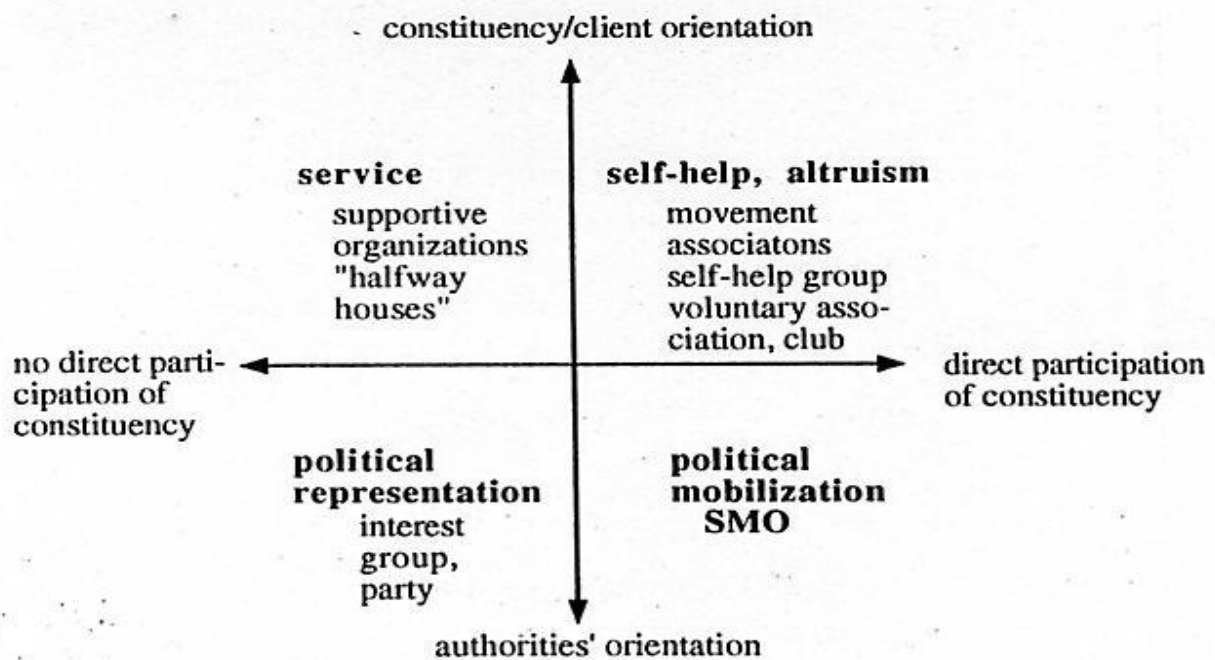 constituency/client orientation
service
supportive
organizations
"halfway
houses"
self-help, altruism
movement
associatons
self-help group
voluntary asso-
ciation, club
no direct parti-
cipation of
constituency
direct participation
of constituency
political
representation
interest
group,
party
political
mobilization
SMO
authorities' orientation